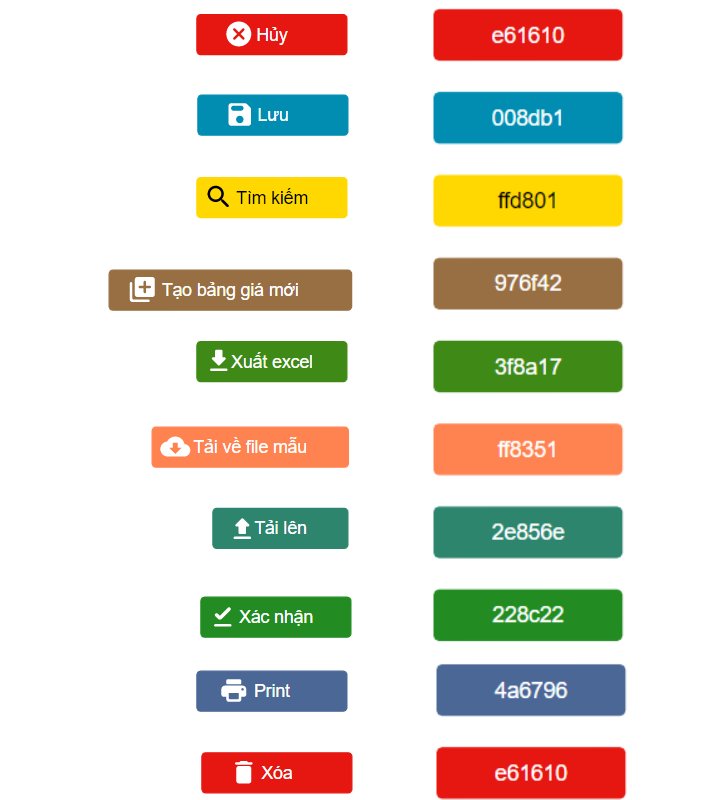 Hủy e61610
Lưu 008db1
Tìm kiếm ffd801
Tạo bảng giá mới 976f42
Xuất excel 3f8a17
Tải về file mẫu ff8351
Tải lên 2e856e
Xác nhận 228c22
Print 4a6796
Xóa e61610